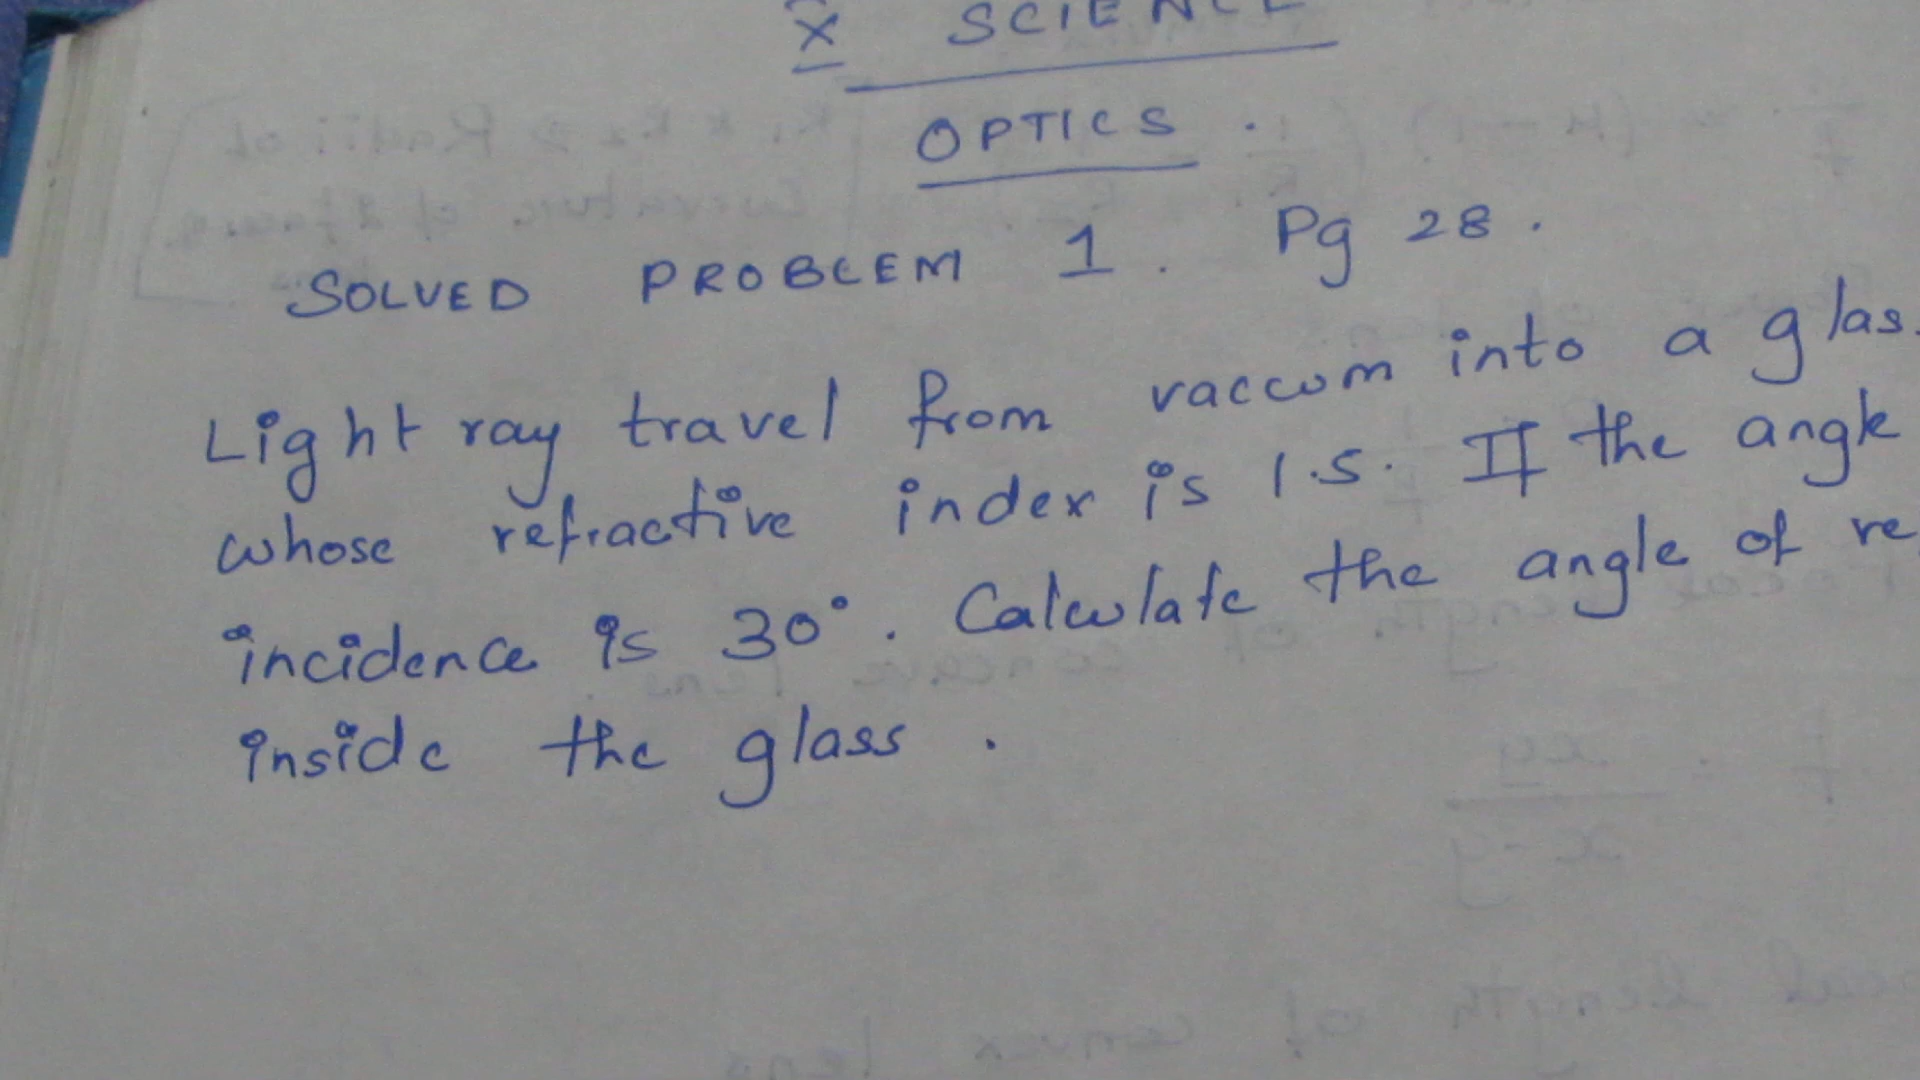 X SCIENCE
OPTICS.
SOLVED PROBLEM 1. Pg 28.
Light ray travel from vaccum into a glas
whose refractive index is 1.5. If the angle
incidence is 30°. Calculate the angle of re
inside the glass.